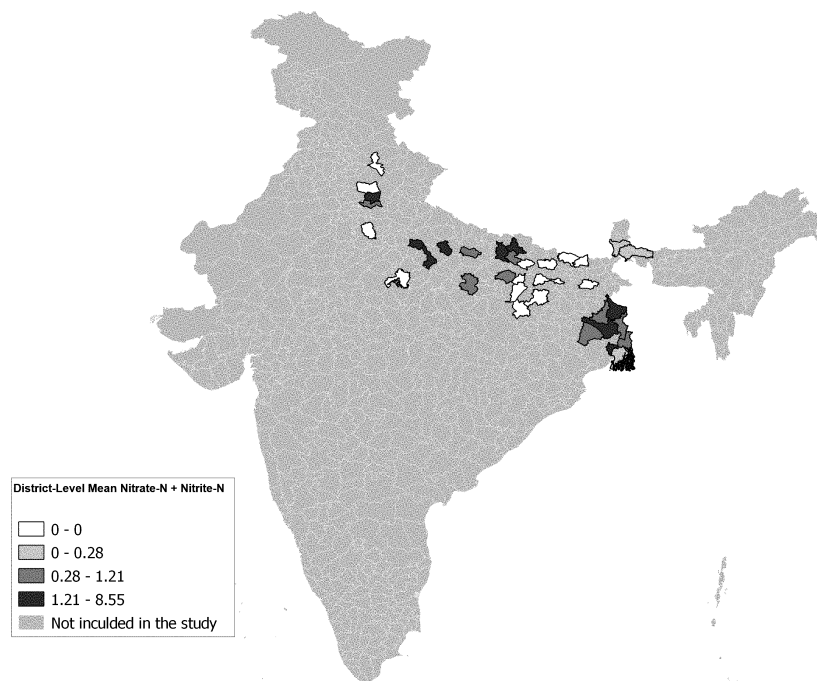 District-Level Mean Nitrate-N + Nitrite-N
0 - 0
0 - 0.28
0.28 - 1.21
1.21 - 8.55
Not inculded in the study